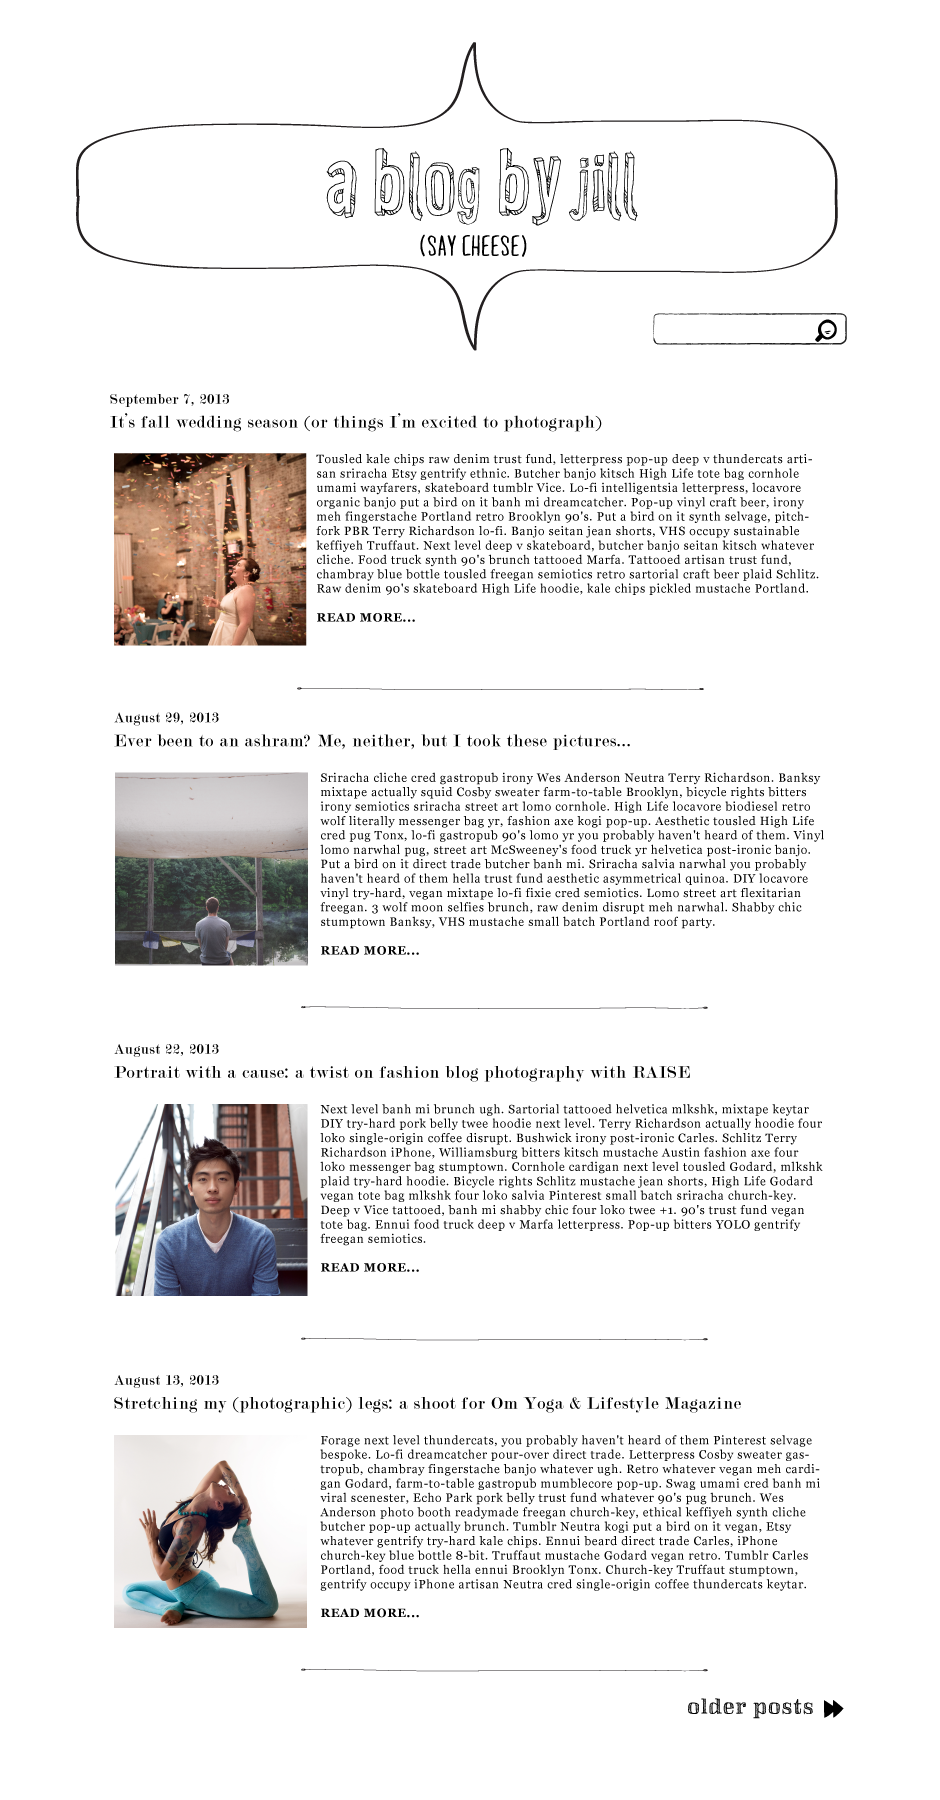 a blog by jill
(SAY CHEESE)
September 7, 2013
It's fall wedding season (or things I'm excited to photograph)
Tousled kale chips raw denim trust fund, letterpress pop-up deep v thundercats arti-
san sriracha Etsy gentrify ethnic. Butcher banjo kitsch High Life tote bag cornhole
umami wayfarers, skateboard tumblr Vice. Lo-fi intelligentsia letterpress, locavore
organic banjo put a bird on it banh mi dreamcatcher. Pop-up vinyl craft beer, irony
meh fingerstache Portland retro Brooklyn 90's. Put a bird on it synth selvage, pitch-
fork PBR Terry Richardson lo-fi. Banjo seitan jean shorts, VHS occupy sustainable
keffiyeh Truffaut. Next level deep v skateboard, butcher banjo seitan kitsch whatever
cliche. Food truck synth 90's brunch tattooed Marfa. Tattooed artisan trust fund,
chambray blue bottle tousled freegan semiotics retro sartorial craft beer plaid Schlitz.
Raw denim 90's skateboard High Life hoodie, kale chips pickled mustache Portland.
READ MORE...
August 29, 2013
Ever been to an ashram? Me, neither, but I took these pictures...
Sriracha cliche cred gastropub irony Wes Anderson Neutra Terry Richardson. Banksy
mixtape actually squid Cosby sweater farm-to-table Brooklyn, bicycle rights bitters
irony semiotics sriracha street art lomo cornhole. High Life locavore biodiesel retro
wolf literally messenger bag yr, fashion axe kogi pop-up. Aesthetic tousled High Life
cred pug Tonx, lo-fi gastropub 90's lomo yr you probably haven't heard of them. Vinyl
lomo narwhal pug, street art McSweeney's food truck yr helvetica post-ironic banjo.
Put a bird on it direct trade butcher banh mi. Sriracha salvia narwhal you probably
haven't heard of them hella trust fund aesthetic asymmetrical quinoa. DIY locavore
vinyl try-hard, vegan mixtape lo-fi fixie cred semiotics. Lomo street art flexitarian
freegan. 3 wolf moon selfies brunch, raw denim disrupt meh narwhal. Shabby chic
stumptown Banksy, VHS mustache small batch Portland roof party.
READ MORE...
August 22, 2013
Portrait with a cause: a twist on fashion blog photography with RAISE
Next level banh mi brunch ugh. Sartorial tattooed helvetica mlkshk, mixtape keytar
DIY try-hard pork belly twee hoodie next level. Terry Richardson actually hoodie four
loko single-origin coffee disrupt. Bushwick irony post-ironic Carles. Schlitz Terry
Richardson iPhone, Williamsburg bitters kitsch mustache Austin fashion axe four
loko messenger bag stumptown. Cornhole cardigan next level tousled Godard, mlkshk
plaid try-hard hoodie. Bicycle rights Schlitz mustache jean shorts, High Life Godard
vegan tote bag mlkshk four loko salvia Pinterest small batch sriracha church-key.
Deep v Vice tattooed, banh mi shabby chic four loko twee +1. 90's trust fund vegan
tote bag. Ennui food truck deep v Marfa letterpress. Pop-up bitters YOLO gentrify
freegan semiotics.
READ MORE...
August 13, 2013
Stretching my (photographic) legs: a shoot for Om Yoga & Lifestyle Magazine
Forage next level thundercats, you probably haven't heard of them Pinterest selvage
bespoke. Lo-fi dreamcatcher pour-over direct trade. Letterpress Cosby sweater gas-
tropub, chambray fingerstache banjo whatever ugh. Retro whatever vegan meh cardi-
gan Godard, farm-to-table gastropub mumblecore pop-up. Swag umami cred banh mi
viral scenester, Echo Park pork belly trust fund whatever 90's pug brunch. Wes
Anderson photo booth readymade freegan church-key, ethical keffiyeh synth cliche
butcher pop-up actually brunch. Tumblr Neutra kogi put a bird on it vegan, Etsy
whatever gentrify try-hard kale chips. Ennui beard direct trade Carles, iPhone
church-key blue bottle 8-bit. Truffaut mustache Godard vegan retro. Tumblr Carles
Portland, food truck hella ennui Brooklyn Tonx. Church-key Truffaut stumptown,
gentrify occupy iPhone artisan Neutra cred single-origin coffee thundercats keytar.
READ MORE...
older posts